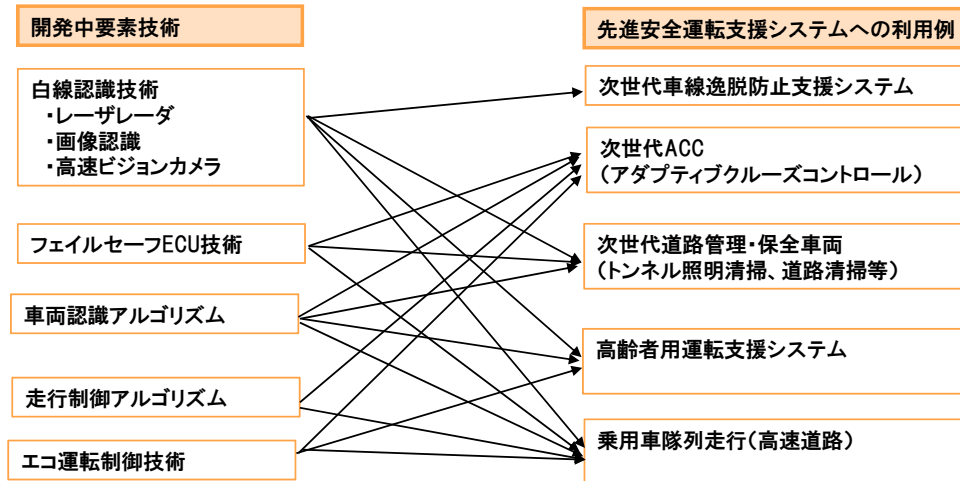 開発中要素技術
白線認識技術
・レーザレーダ
・画像認識
・高速ビジョンカメラ
フェイルセーフECU技術
車両認識アルゴリズム
走行制御アルゴリズム
エコ運転制御技術
先進安全運転支援システムへの利用例
次世代車線逸脱防止支援システム
次世代ACC
(アダプティブクルーズコントロール)
次世代道路管理・保全車両
(トンネル照明清掃、道路清掃等)
高齢者用運転支援システム
乗用車隊列走行(高速道路)